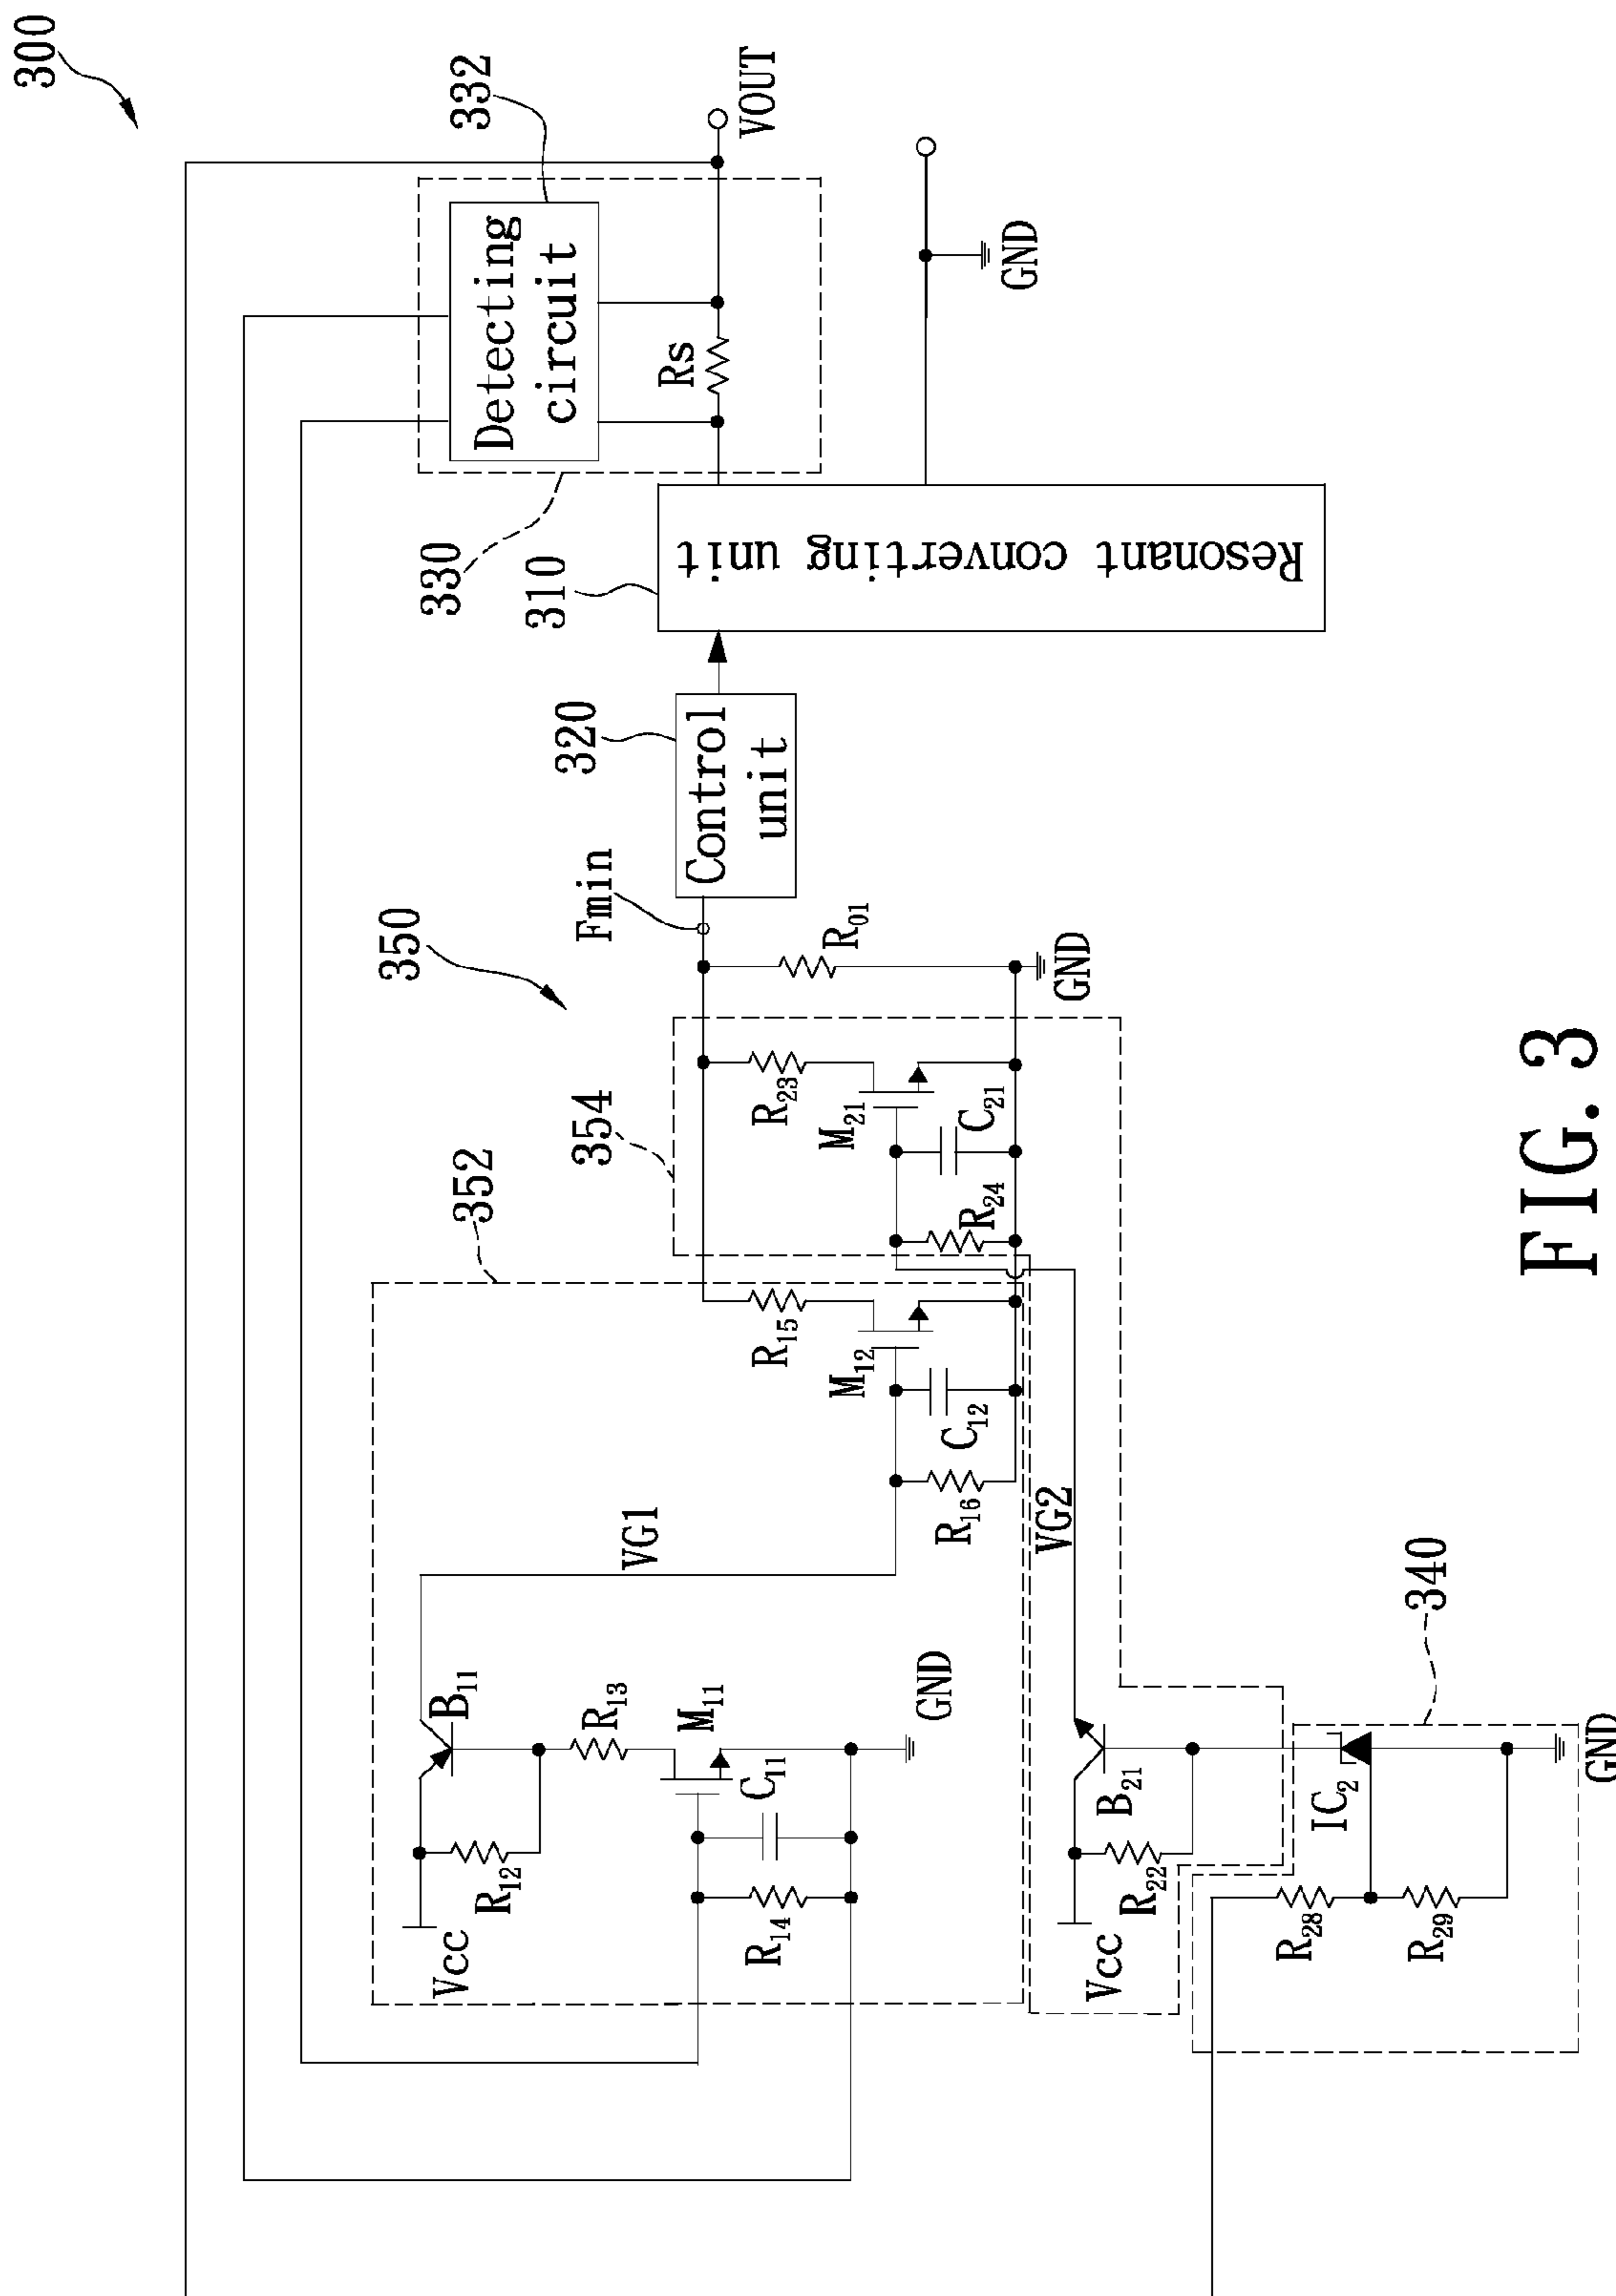 300
332
VOUT
Detecting
circuit
Rs
GND
330
310
Resonant converting unit
320
Control
unit
Fmin
350
R01
GND
354
R23
M21
C21
R24
352
R15
M12
C12
R16
VG1
VG2
B11
R13
M11
C11
GND
R12
R14
Vcc
B21
R22
Vcc
340
IC2
R28
R29
GND
FIG. 3